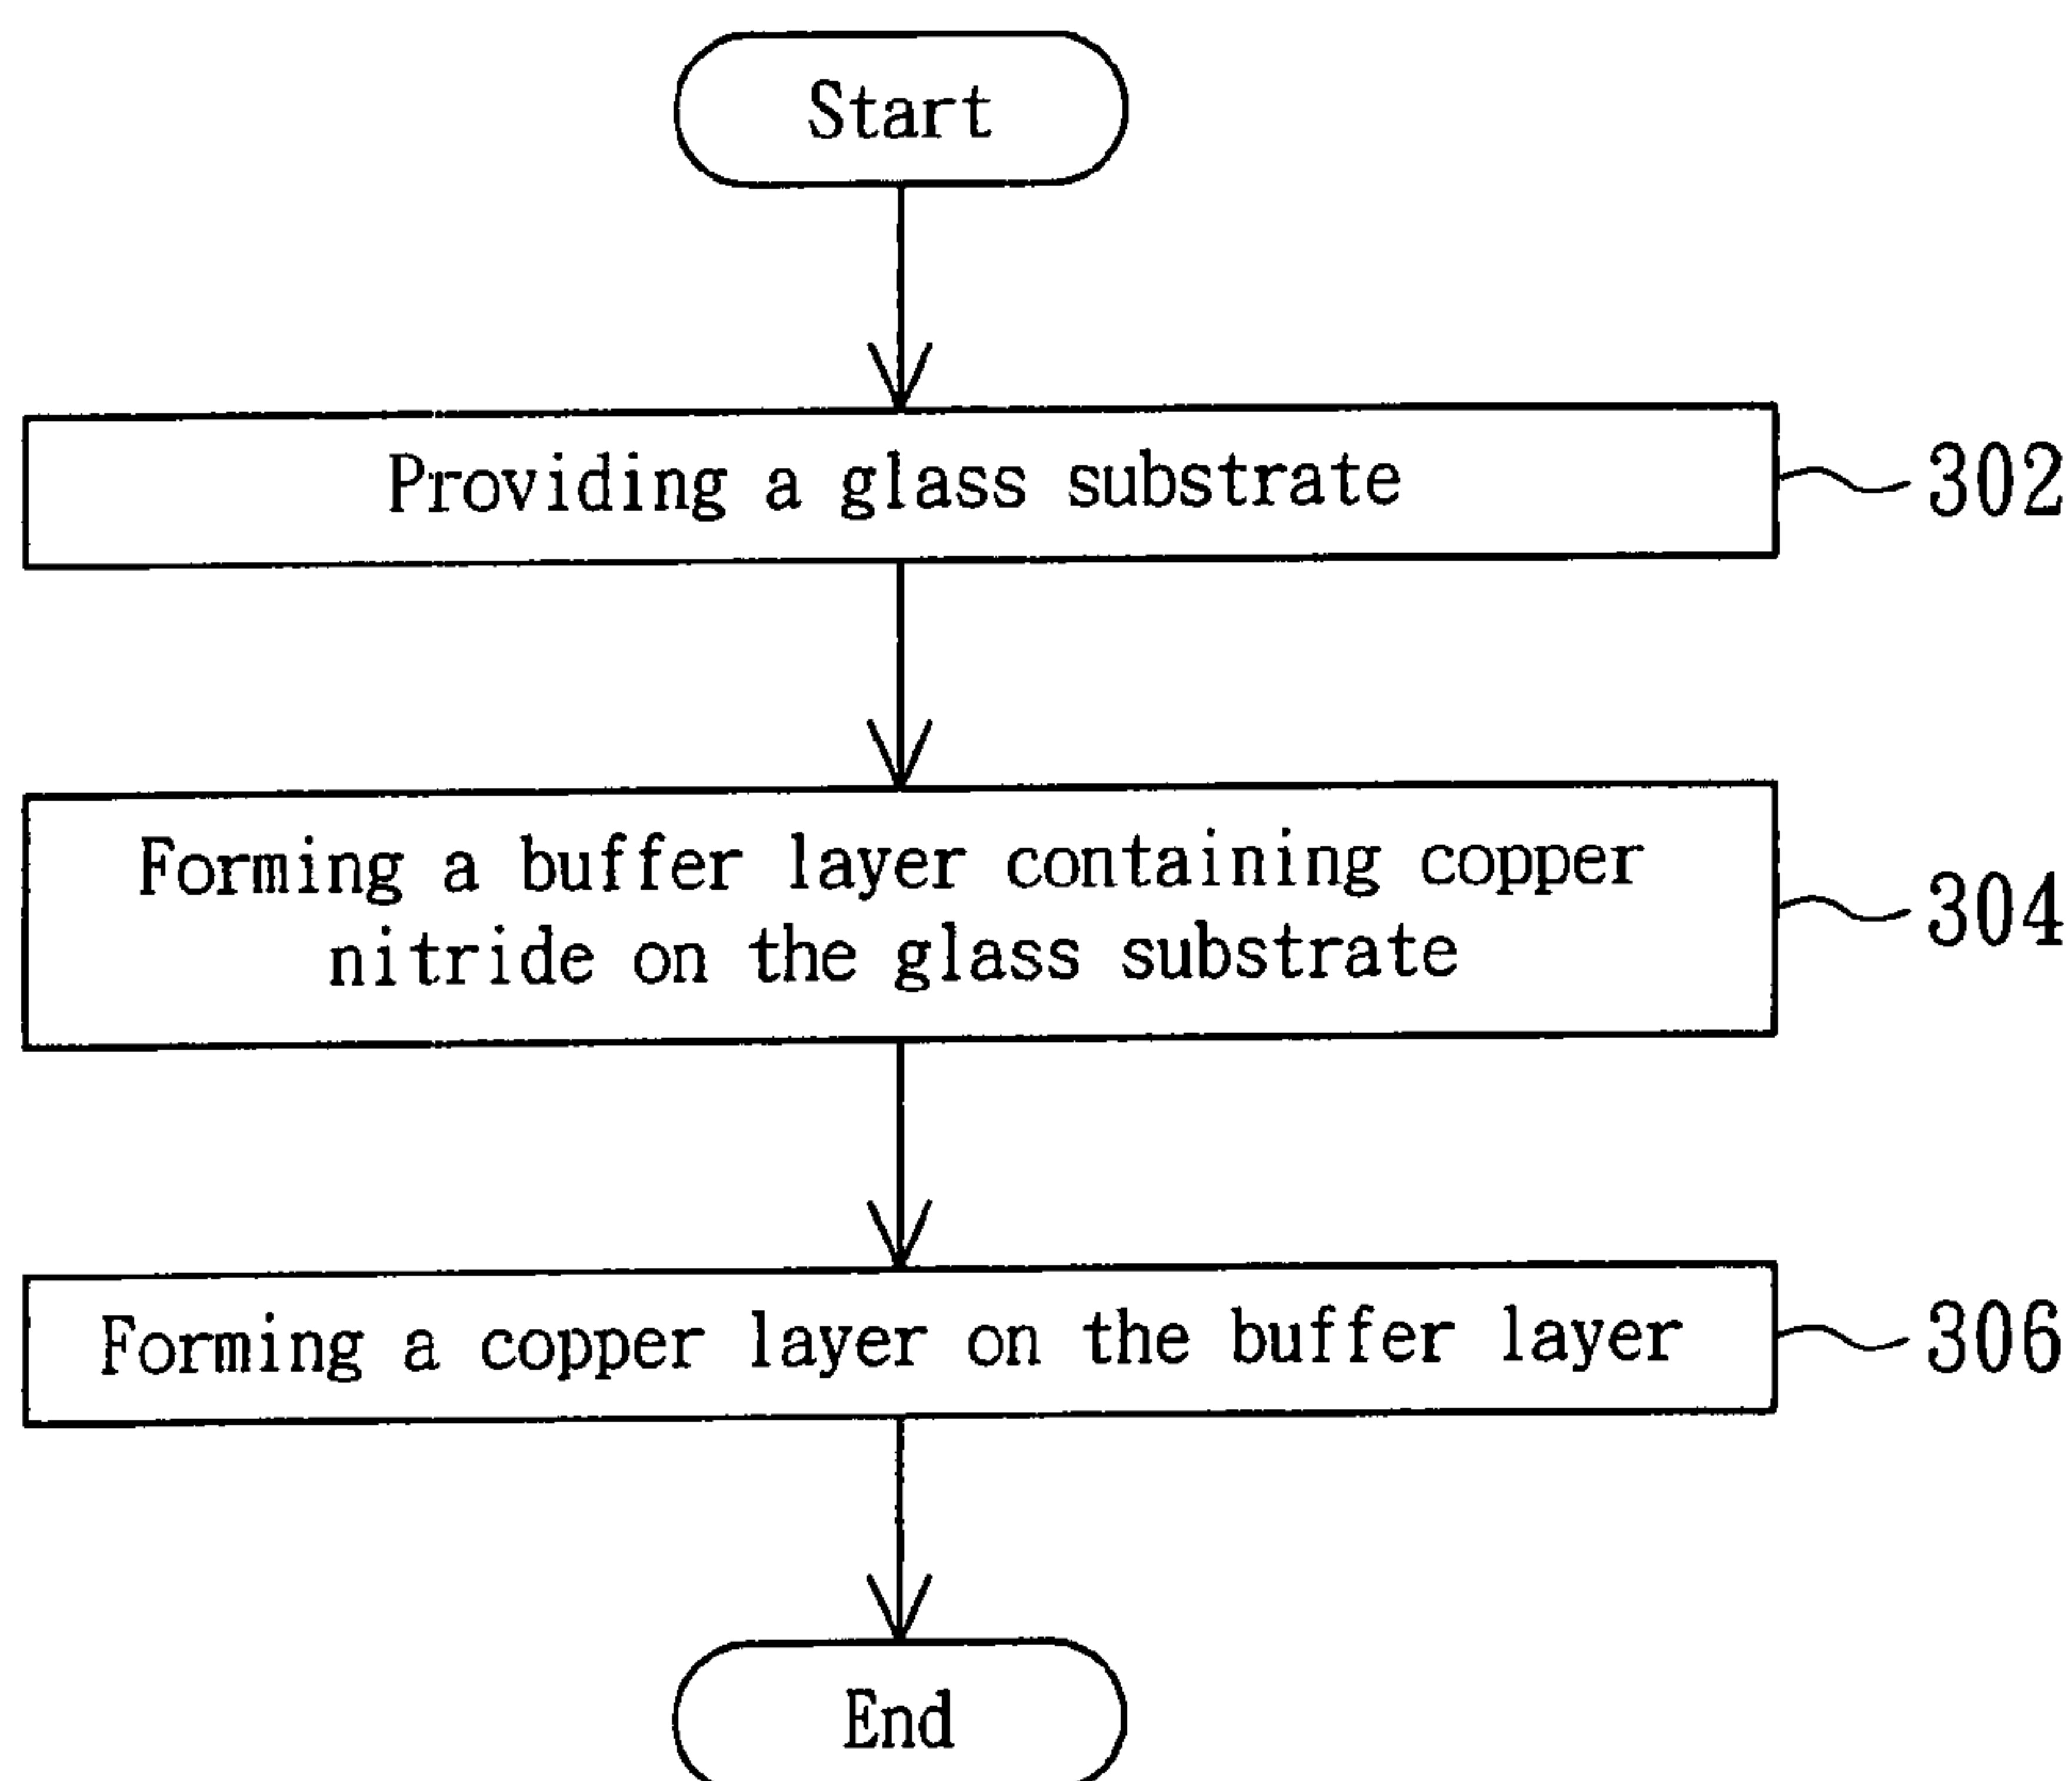 Start
Providing a glass substrate
302
Forming a buffer layer containing copper
nitride on the glass substrate
304
Forming a copper layer on the buffer layer
306
End